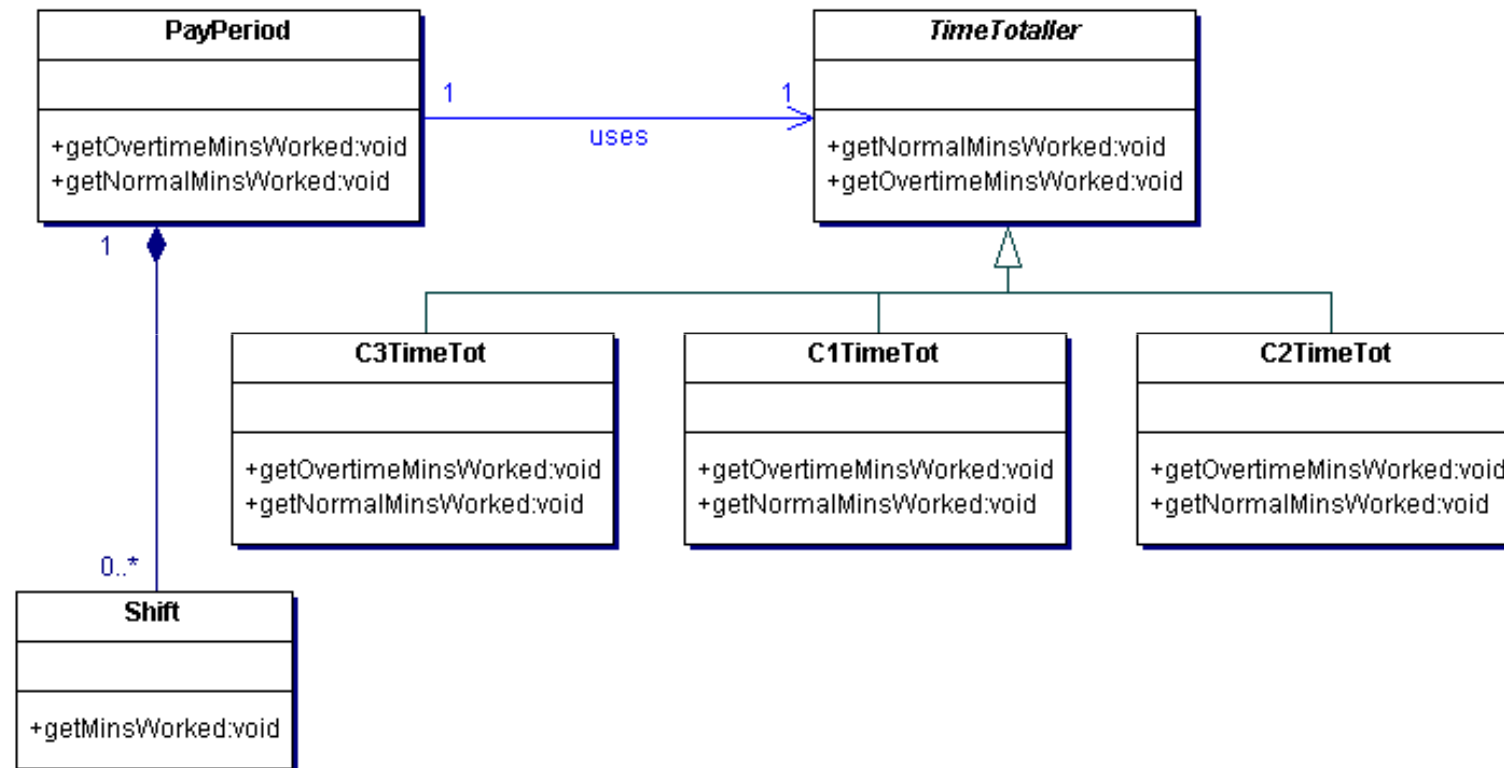 PayPeriod
+getOvertimeMinsWorked:void
+getNormalMinsWorked:void
1
1
uses
TimeTotaller
+getNormalMinsWorked:void
+getOvertimeMinsWorked:void
1
0..*
C3TimeTot
+getOvertimeMinsWorked:void
+getNormalMinsWorked:void
C1TimeTot
+getOvertimeMinsWorked:void
+getNormalMinsWorked:void
C2TimeTot
+getOvertimeMinsWorked:void
+getNormalMinsWorked:void
Shift
+getMinsWorked:void